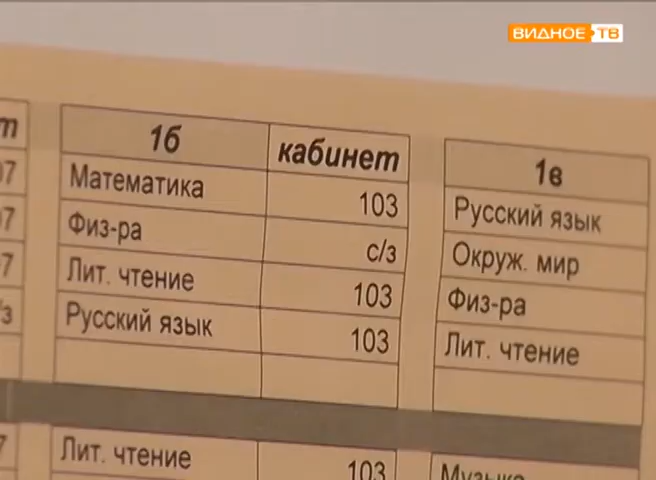 ВИДНОЕ ТВ
1б кабинет 1в
Математика 103 Русский язык
Физ-ра с/з Окруж. мир
Лит. чтение 103 Физ-ра
Русский язык 103 Лит. чтение
Лит. чтение 103 Музыка